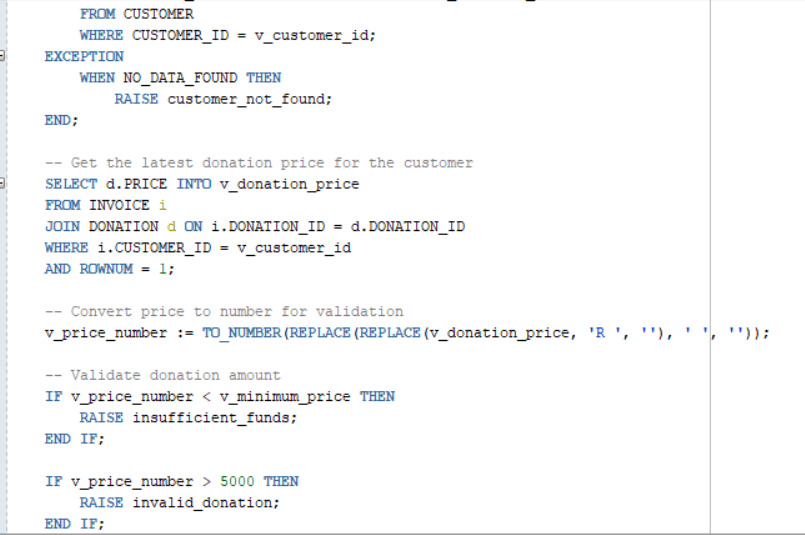 FROM CUSTOMER
WHERE CUSTOMER_ID = v_customer_id;
EXCEPTION
WHEN NO_DATA_FOUND THEN
RAISE customer_not_found;
END;
-- Get the latest donation price for the customer
SELECT d.PRICE INTO v_donation_price
FROM INVOICE i
JOIN DONATION d ON i.DONATION_ID = d.DONATION_ID
WHERE i.CUSTOMER_ID = v_customer_id
AND ROWNUM = 1;
-- Convert price to number for validation
v_price_number := TO_NUMBER(REPLACE(REPLACE(v_donation_price, 'R ', ''), ' ', ''));
-- Validate donation amount
IF v_price_number < v_minimum_price THEN
RAISE insufficient_funds;
END IF;
IF v_price_number > 5000 THEN
RAISE invalid_donation;
END IF;